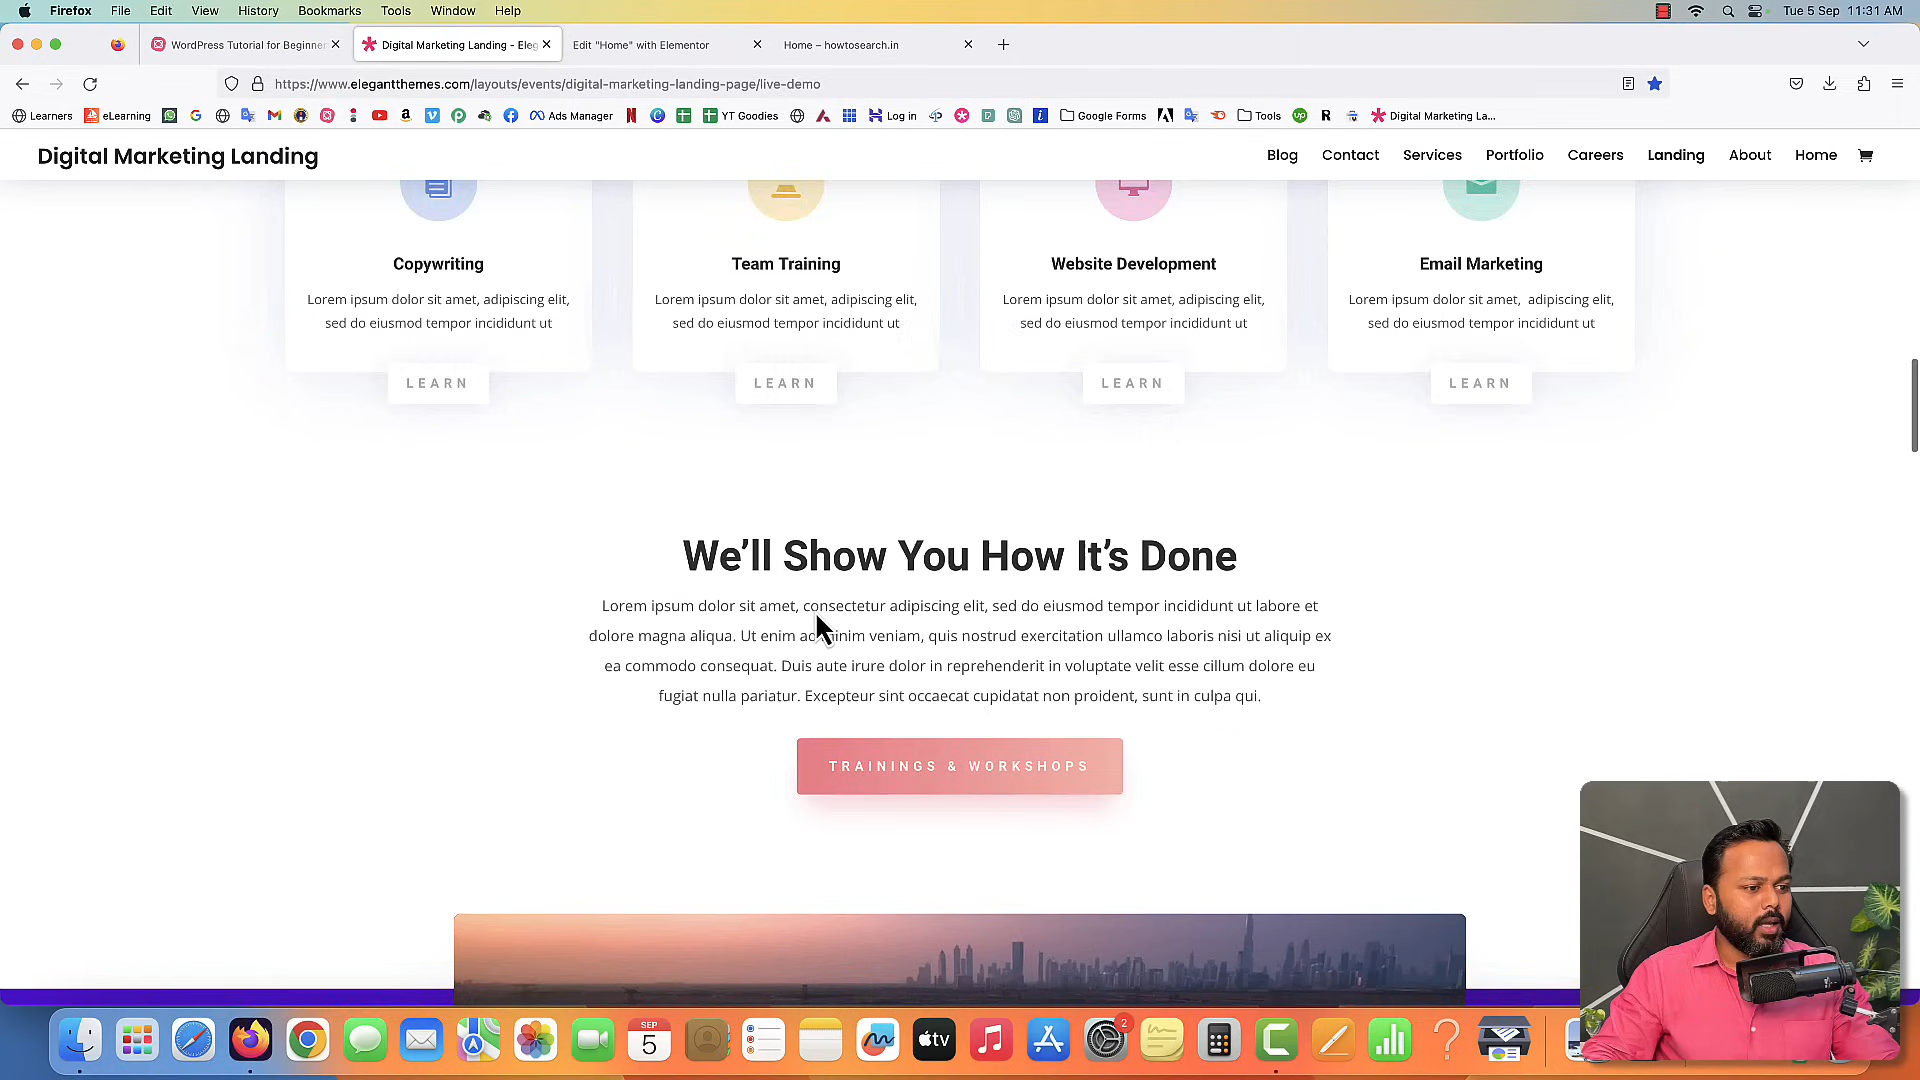 Firefox File Edit View History Bookmarks Tools Window Help Tue 5 Sep 11:31 AM
WordPress Tutorial for Beginner
Digital Marketing Landing - Eleg
Edit "Home" with Elementor
Home – howtosearch.in
https://www.elegantthemes.com/layouts/events/digital-marketing-landing-page/live-demo
Learners eLearning Ads Manager YT Goodies Log in Google Forms Tools Digital Marketing La...
Digital Marketing Landing
Blog Contact Services Portfolio Careers Landing About Home
Copywriting
Lorem ipsum dolor sit amet, adipiscing elit,
sed do eiusmod tempor incididunt ut
LEARN
Team Training
Lorem ipsum dolor sit amet, adipiscing elit,
sed do eiusmod tempor incididunt ut
LEARN
Website Development
Lorem ipsum dolor sit amet, adipiscing elit,
sed do eiusmod tempor incididunt ut
LEARN
Email Marketing
Lorem ipsum dolor sit amet, adipiscing elit,
sed do eiusmod tempor incididunt ut
LEARN
We’ll Show You How It’s Done
Lorem ipsum dolor sit amet, consectetur adipiscing elit, sed do eiusmod tempor incididunt ut labore et
dolore magna aliqua. Ut enim ad minim veniam, quis nostrud exercitation ullamco laboris nisi ut aliquip ex
ea commodo consequat. Duis aute irure dolor in reprehenderit in voluptate velit esse cillum dolore eu
fugiat nulla pariatur. Excepteur sint occaecat cupidatat non proident, sunt in culpa qui.
TRAININGS & WORKSHOPS
SEP
5
tv
2